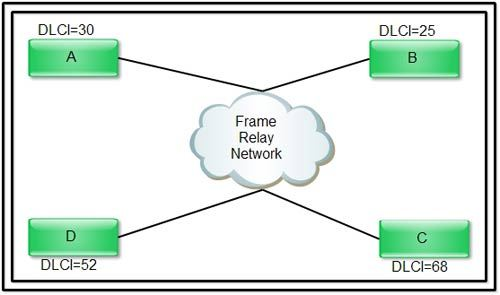 DLCI=30
A
DLCI=25
B
Frame
Relay
Network
D
DLCI=52
C
DLCI=68